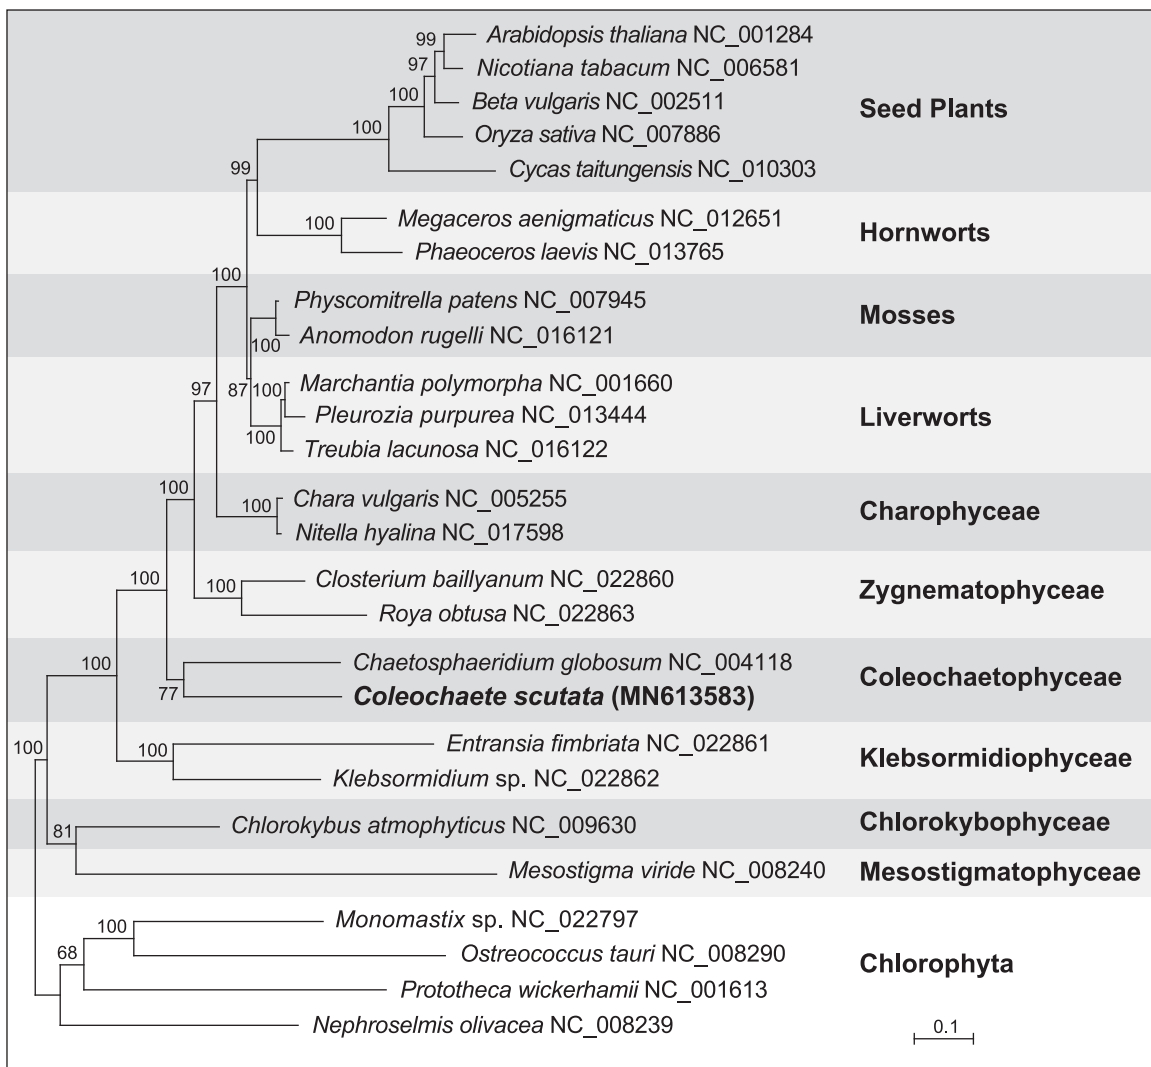 99
Arabidopsis thaliana NC_001284
97
Nicotiana tabacum NC_006581
100
Beta vulgaris NC_002511
Seed Plants
100
Oryza sativa NC_007886
99
Cycas taitungensis NC_010303
100
Megaceros aenigmaticus NC_012651
Hornworts
Phaeoceros laevis NC_013765
100
Physcomitrella patens NC_007945
Mosses
100
Anomodon rugelli NC_016121
97
87
100
Marchantia polymorpha NC_001660
Pleurozia purpurea NC_013444
Liverworts
100
Treubia lacunosa NC_016122
100
100
Chara vulgaris NC_005255
Charophyceae
Nitella hyalina NC_017598
100
100
Closterium baillyanum NC_022860
Zygnematophyceae
Roya obtusa NC_022863
100
Chaetosphaeridium globosum NC_004118
Coleochaetophyceae
77
Coleochaete scutata (MN613583)
100
100
Entransia fimbriata NC_022861
Klebsormidiophyceae
Klebsormidium sp. NC_022862
81
Chlorokybus atmophyticus NC_009630
Chlorokybophyceae
Mesostigma viride NC_008240
Mesostigmatophyceae
100
Monomastix sp. NC_022797
68
Ostreococcus tauri NC_008290
Chlorophyta
Prototheca wickerhamii NC_001613
Nephroselmis olivacea NC_008239
0.1